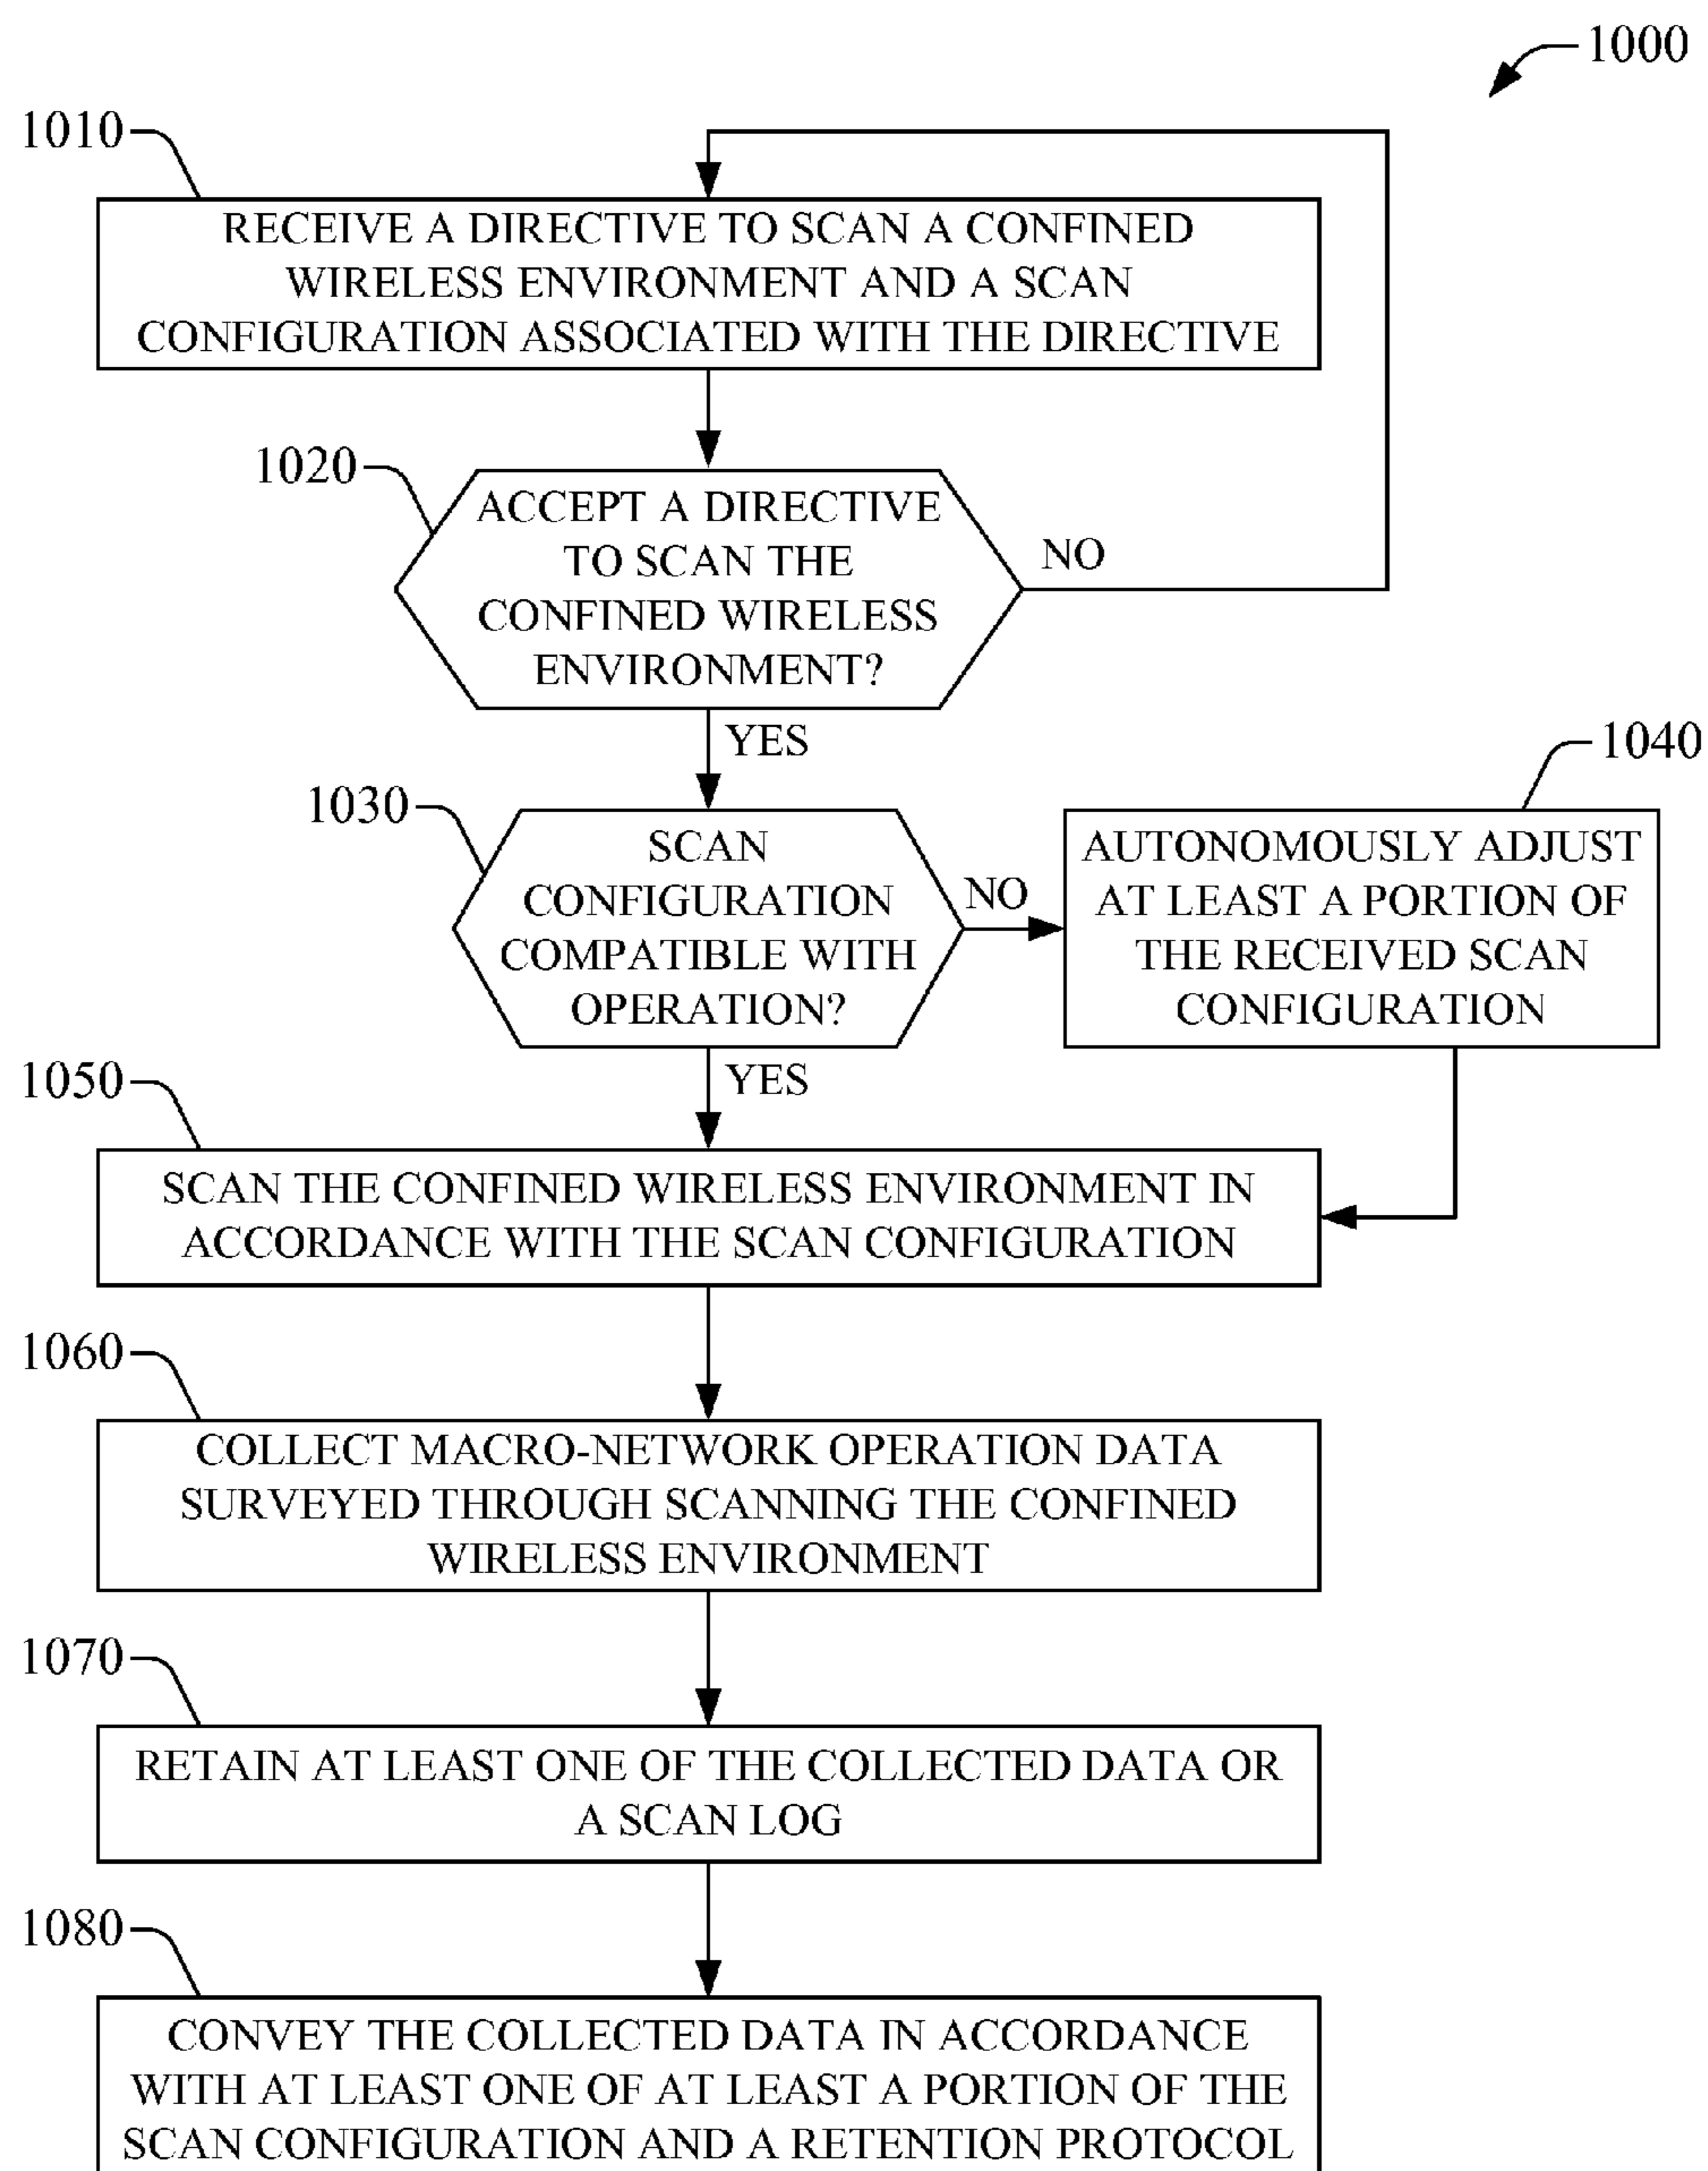 1000
1010
RECEIVE A DIRECTIVE TO SCAN A CONFINED
WIRELESS ENVIRONMENT AND A SCAN
CONFIGURATION ASSOCIATED WITH THE DIRECTIVE
1020
ACCEPT A DIRECTIVE
TO SCAN THE
CONFINED WIRELESS
ENVIRONMENT?
NO
YES
1030
SCAN
CONFIGURATION
COMPATIBLE WITH
OPERATION?
NO
1040
AUTONOMOUSLY ADJUST
AT LEAST A PORTION OF
THE RECEIVED SCAN
CONFIGURATION
YES
1050
SCAN THE CONFINED WIRELESS ENVIRONMENT IN
ACCORDANCE WITH THE SCAN CONFIGURATION
1060
COLLECT MACRO-NETWORK OPERATION DATA
SURVEYED THROUGH SCANNING THE CONFINED
WIRELESS ENVIRONMENT
1070
RETAIN AT LEAST ONE OF THE COLLECTED DATA OR
A SCAN LOG
1080
CONVEY THE COLLECTED DATA IN ACCORDANCE
WITH AT LEAST ONE OF AT LEAST A PORTION OF THE
SCAN CONFIGURATION AND A RETENTION PROTOCOL